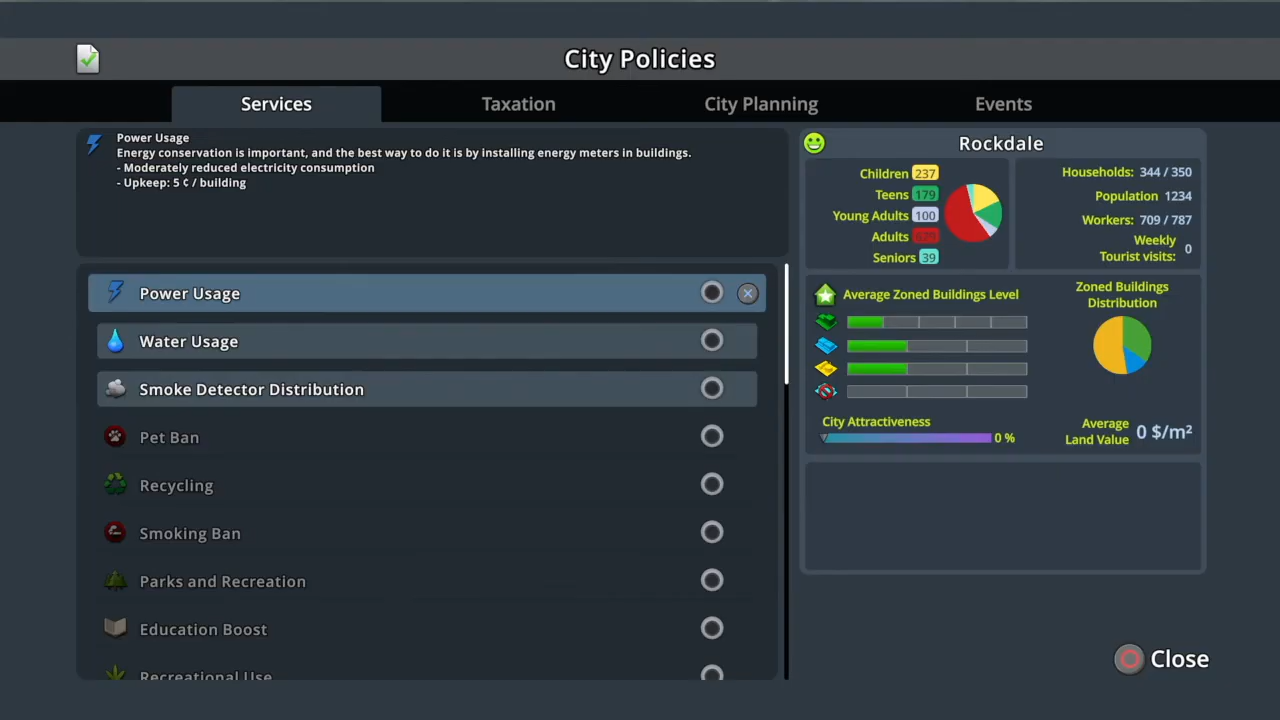 City Policies
Services
Taxation
City Planning
Events
Power Usage
Energy conservation is important, and the best way to do it is by installing energy meters in buildings.
- Moderately reduced electricity consumption
- Upkeep: 5 ¢ / building
Power Usage
Water Usage
Smoke Detector Distribution
Pet Ban
Recycling
Smoking Ban
Parks and Recreation
Education Boost
Recreational Use
Rockdale
Children 237
Teens 179
Young Adults 100
Adults
Seniors 39
Households: 344 / 350
Population 1234
Workers: 709 / 787
Weekly
Tourist visits: 0
Average Zoned Buildings Level
Zoned Buildings
Distribution
City Attractiveness
0 %
Average
Land Value 0 $/m²
Close